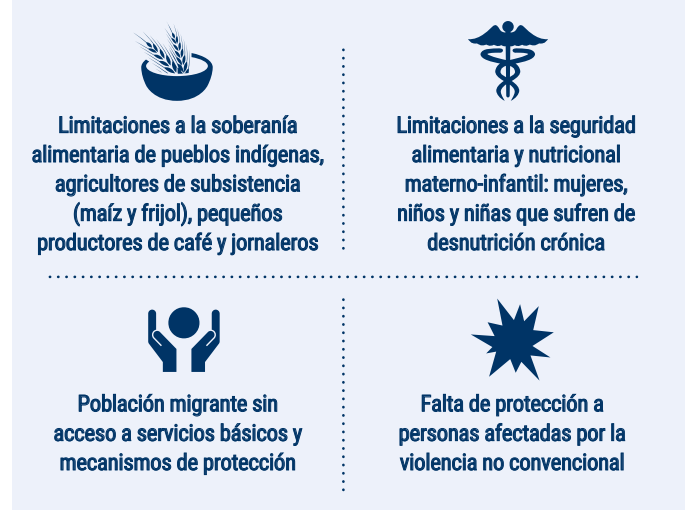 Limitaciones a la soberanía
alimentaria de pueblos indígenas,
agricultores de subsistencia
(maíz y frijol), pequeños
productores de café y jornaleros
Limitaciones a la seguridad
alimentaria y nutricional
materno-infantil: mujeres,
niños y niñas que sufren de
desnutrición crónica
Población migrante sin
acceso a servicios básicos y
mecanismos de protección
Falta de protección a
personas afectadas por la
violencia no convencional